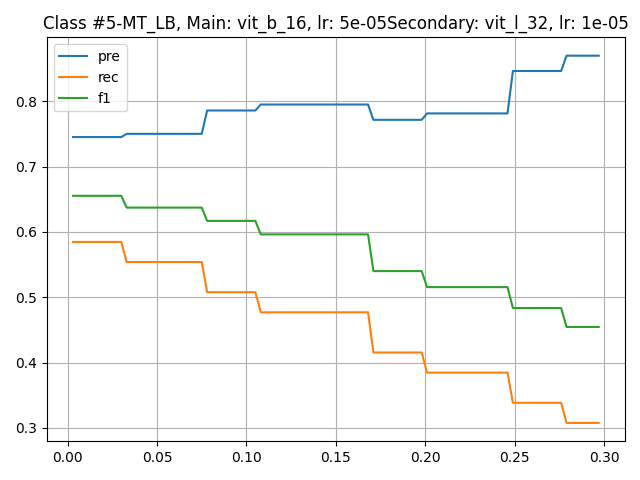 Class #5-MT_LB, Main: vit_b_16, lr: 5e-05Secondary: vit_l_32, lr: 1e-05
pre
rec
f1
0.8
0.7
0.6
0.5
0.4
0.3
0.00 0.05 0.10 0.15 0.20 0.25 0.30